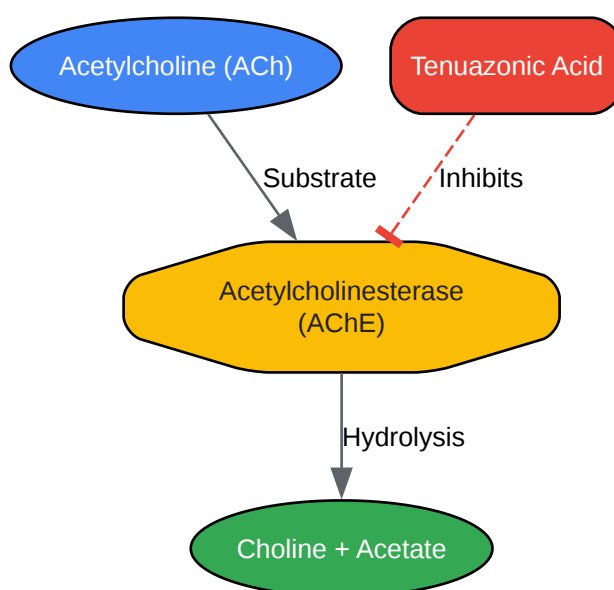 Acetylcholine (ACh)
Tenuazonic Acid
Substrate
Inhibits
Acetylcholinesterase
(AChE)
Hydrolysis
Choline + Acetate